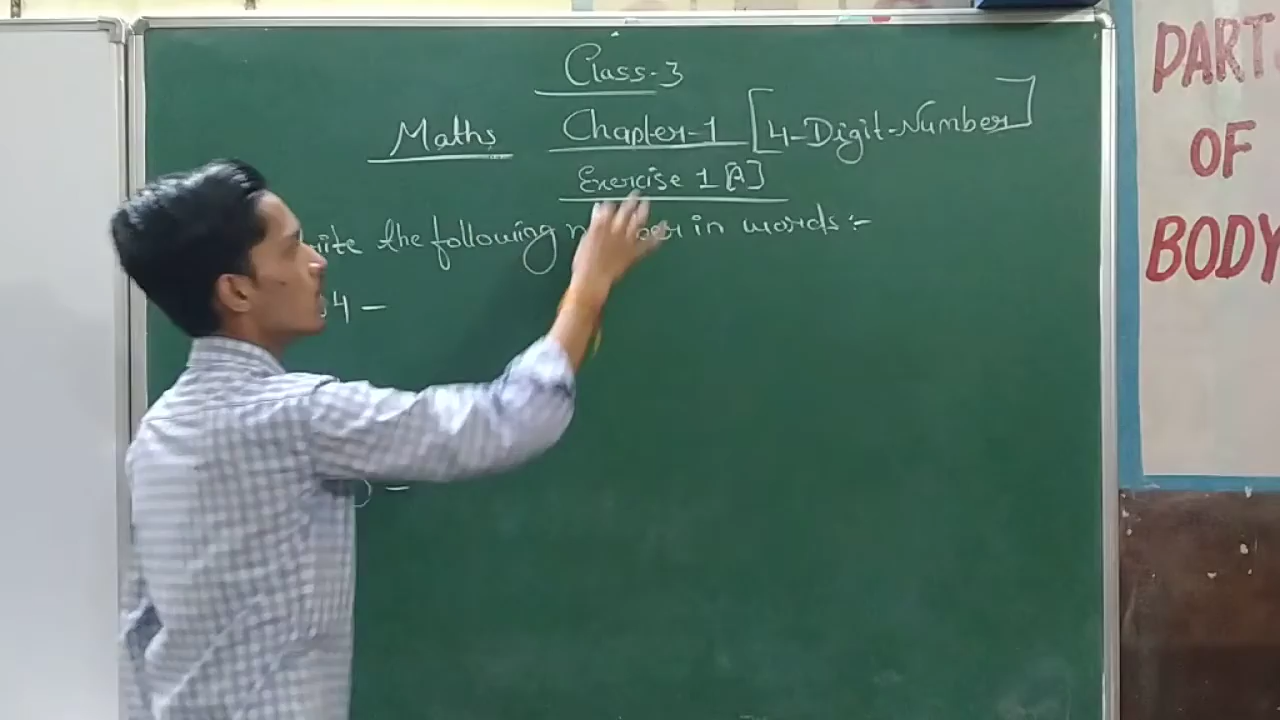 Class-3
Maths Chapter-1 [4-Digit-Number]
Exercise 1[A]
the following in words :-
4 -
PART
OF
BODY